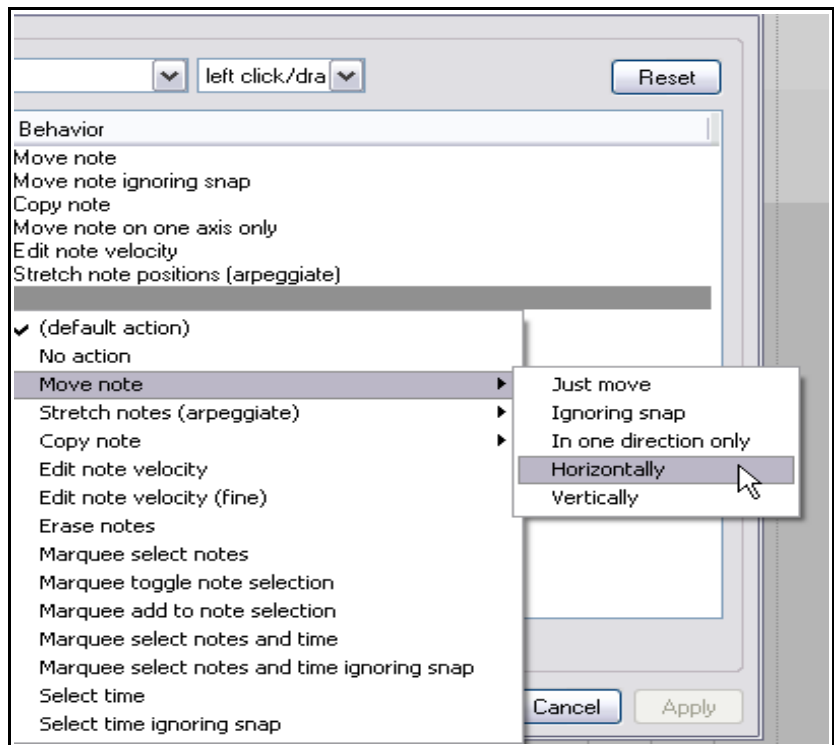 left click/dra
Reset
Behavior
Move note
Move note ignoring snap
Copy note
Move note on one axis only
Edit note velocity
Stretch note positions (arpeggiate)
(default action)
No action
Move note
Stretch notes (arpeggiate)
Copy note
Edit note velocity
Edit note velocity (fine)
Erase notes
Marquee select notes
Marquee toggle note selection
Marquee add to note selection
Marquee select notes and time
Marquee select notes and time ignoring snap
Select time
Select time ignoring snap
Just move
Ignoring snap
In one direction only
Horizontally
Vertically
Cancel
Apply